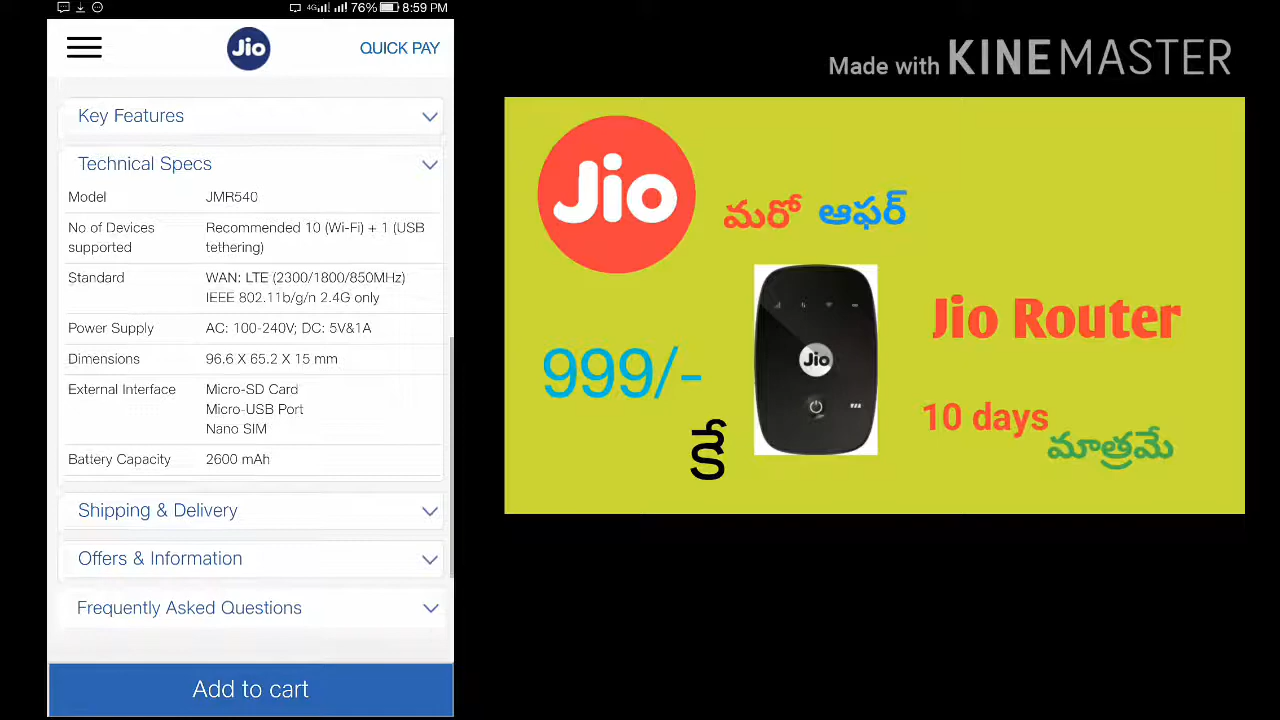 4G 76% 8:59 PM
Jio QUICK PAY
Key Features
Technical Specs
Model JMR540
No of Devices supported Recommended 10 (Wi-Fi) + 1 (USB tethering)
Standard WAN: LTE (2300/1800/850MHz)
IEEE 802.11b/g/n 2.4G only
Power Supply AC: 100-240V; DC: 5V&1A
Dimensions 96.6 X 65.2 X 15 mm
External Interface Micro-SD Card
Micro-USB Port
Nano SIM
Battery Capacity 2600 mAh
Shipping & Delivery
Offers & Information
Frequently Asked Questions
Add to cart
Made with KINEMASTER
Jio
మరో ఆఫర్
Jio Router
Jio
999/-
కే
10 days
మాత్రమే